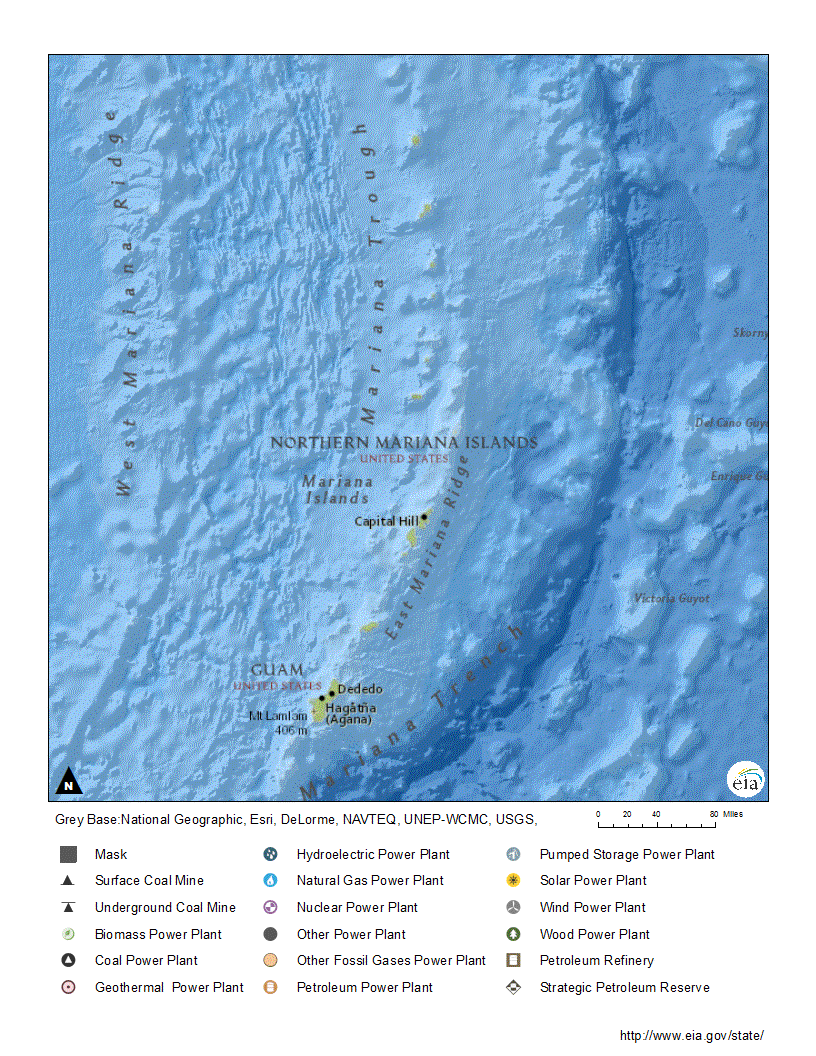 West Mariana Ridge
Mariana Trough
Skorny
Del Cano Guyo
NORTHERN MARIANA ISLANDS
UNITED STATES
Mariana
Islands
Enrique Gu
Capital Hill
East Mariana Ridge
Victoria Guyot
GUAM
UNITED STATES
Dededo
Hagåtña
(Agana)
Mt Lamlam
406 m
Mariana Trench
N
eia
Grey Base:National Geographic, Esri, DeLorme, NAVTEQ, UNEP-WCMC, USGS,
0 20 40 80 Miles
Mask
Hydroelectric Power Plant
Pumped Storage Power Plant
Surface Coal Mine
Natural Gas Power Plant
Solar Power Plant
Underground Coal Mine
Nuclear Power Plant
Wind Power Plant
Biomass Power Plant
Other Power Plant
Wood Power Plant
Coal Power Plant
Other Fossil Gases Power Plant
Petroleum Refinery
Geothermal Power Plant
Petroleum Power Plant
Strategic Petroleum Reserve
http://www.eia.gov/state/